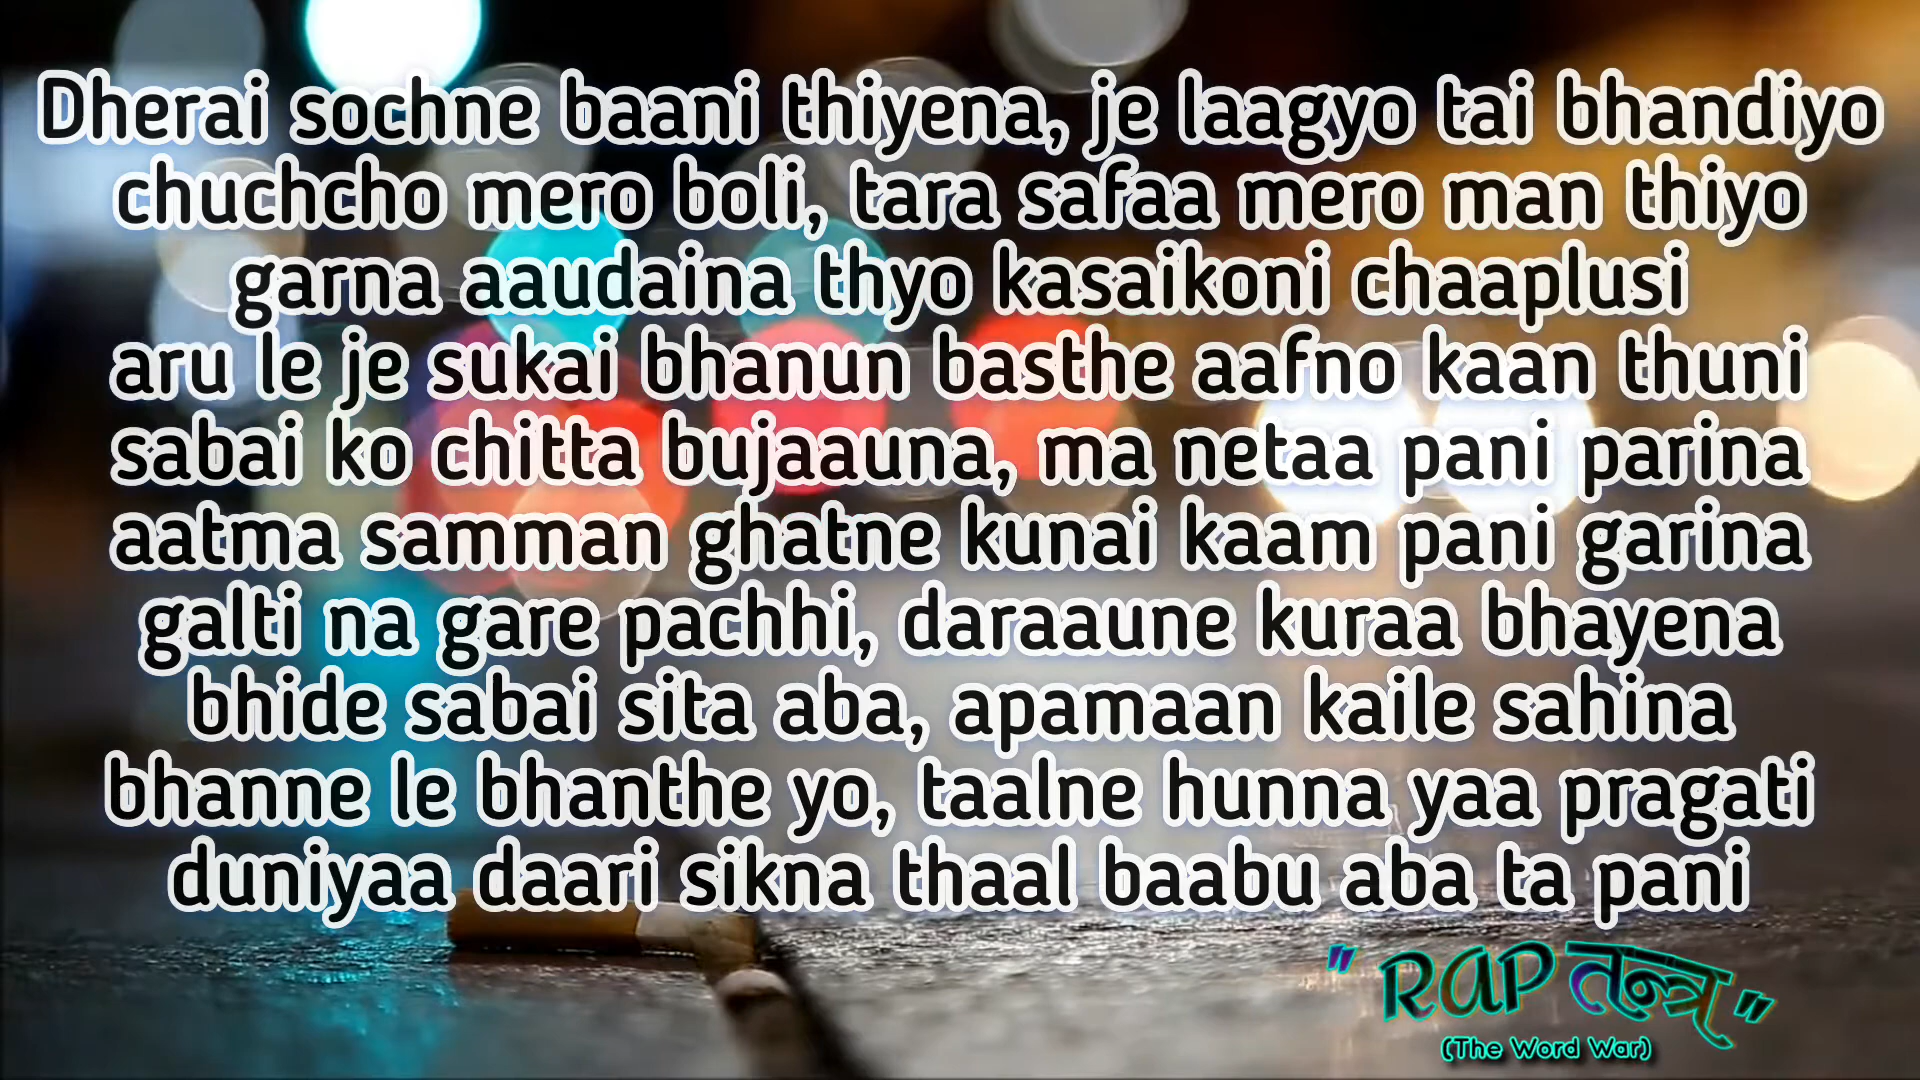 Dherai sochne baani thiyena, je laagyo tai bhandiyo
chuchcho mero boli, tara safaa mero man thiyo
garna aaudaina thyo kasaikoni chaaplusi
aru le je sukai bhanun basthe aafno kaan thuni
sabai ko chitta bujaauna, ma netaa pani parina
aatma samman ghatne kunai kaam pani garina
galti na gare pachhi, daraaune kuraa bhayena
bhide sabai sita aba, apamaan kaile sahina
bhanne le bhanthe yo, taalne hunna yaa pragati
duniyaa daari sikna thaal baabu aba ta pani
"RAP तन्त्र"
(The Word War)